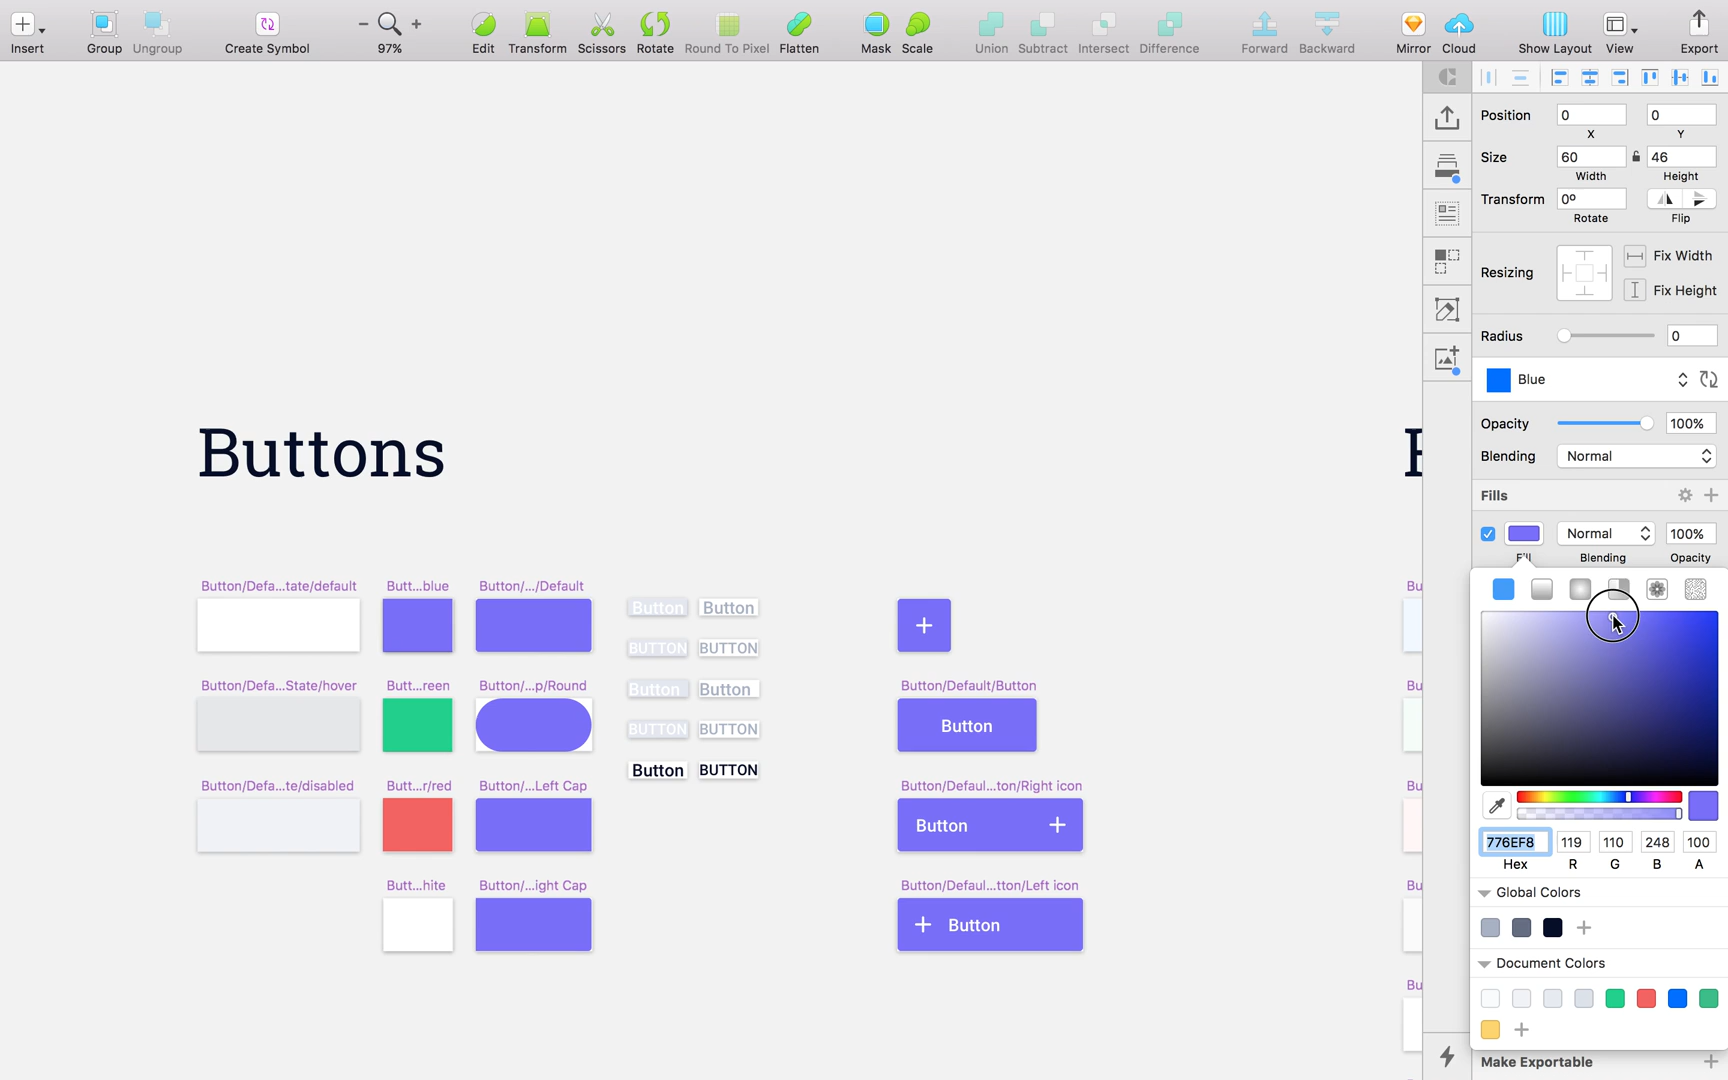 Insert
Group
Ungroup
Create Symbol
97%
Edit
Transform
Scissors
Rotate
Round To Pixel
Flatten
Mask
Scale
Union
Subtract
Intersect
Difference
Forward
Backward
Mirror
Cloud
Show Layout
View
Export
Position 0 0
X Y
Size 60 46
Width Height
Transform 0º
Rotate Flip
Resizing Fix Width
Fix Height
Radius 0
Blue
Opacity 100%
Blending Normal
Fills
Normal 100%
Fill Blending Opacity
776EF8 119 110 248 100
Hex R G B A
Global Colors
Document Colors
Make Exportable
Buttons
Button/Defa...tate/default Butt...blue Button/.../Default
Button Button
BUTTON BUTTON
Button/Defa...State/hover Butt...reen Button/...p/Round Button/Default/Button
Button Button
BUTTON BUTTON
Button
Button BUTTON
Button/Defa...te/disabled Butt...r/red Button/...Left Cap Button/Defaul...ton/Right icon
Button +
Butt...hite Button/...ight Cap Button/Defaul...tton/Left icon
+ Button
Bu
Bu
Bu
Bu
Bu